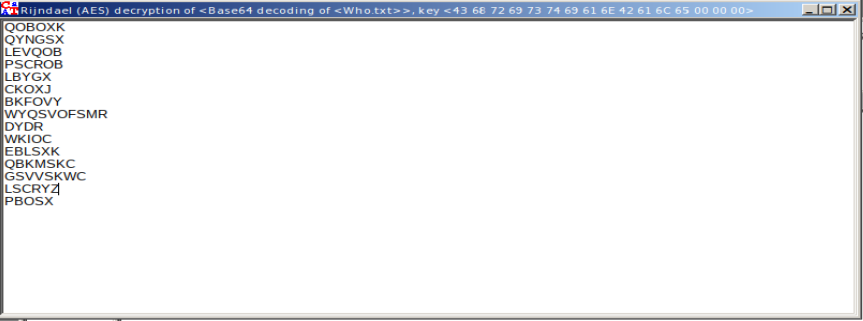 Rijndael (AES) decryption of <Base64 decoding of <Who.txt>>, key <43 68 72 69 73 74 69 61 6E 42 61 6C 65 00 00 00>
QOBOXK
QYNGSX
LEVQOB
PSCROB
LBYGX
CKOXJ
BKFOVY
WYQSVOFSMR
DYDR
WKIOC
EBLSXK
QBKMSKC
GSVVSKWC
LSCRYZ
PBOSX